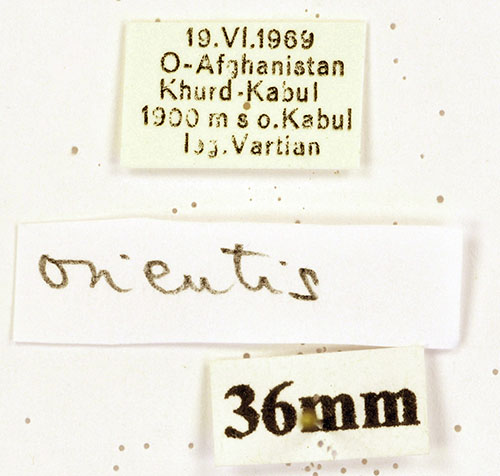 19.VI.1969
O-Afghanistan
Khurd-Kabul
1900 m s o.Kabul
leg.Vartian
orientis
36mm